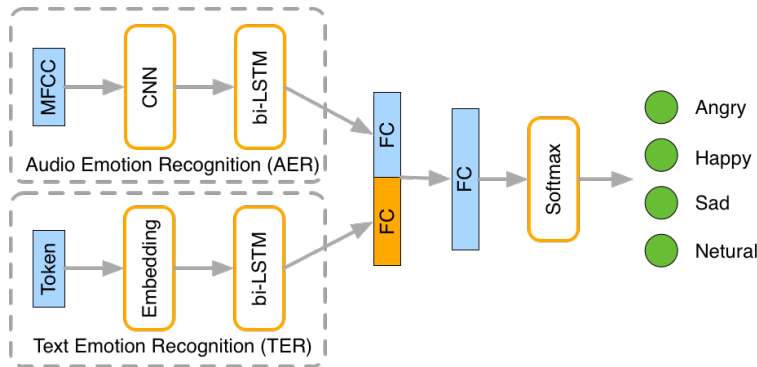 MFCC
CNN
bi-LSTM
Audio Emotion Recognition (AER)
Token
Embedding
bi-LSTM
Text Emotion Recognition (TER)
FC
FC
FC
Softmax
Angry
Happy
Sad
Netural